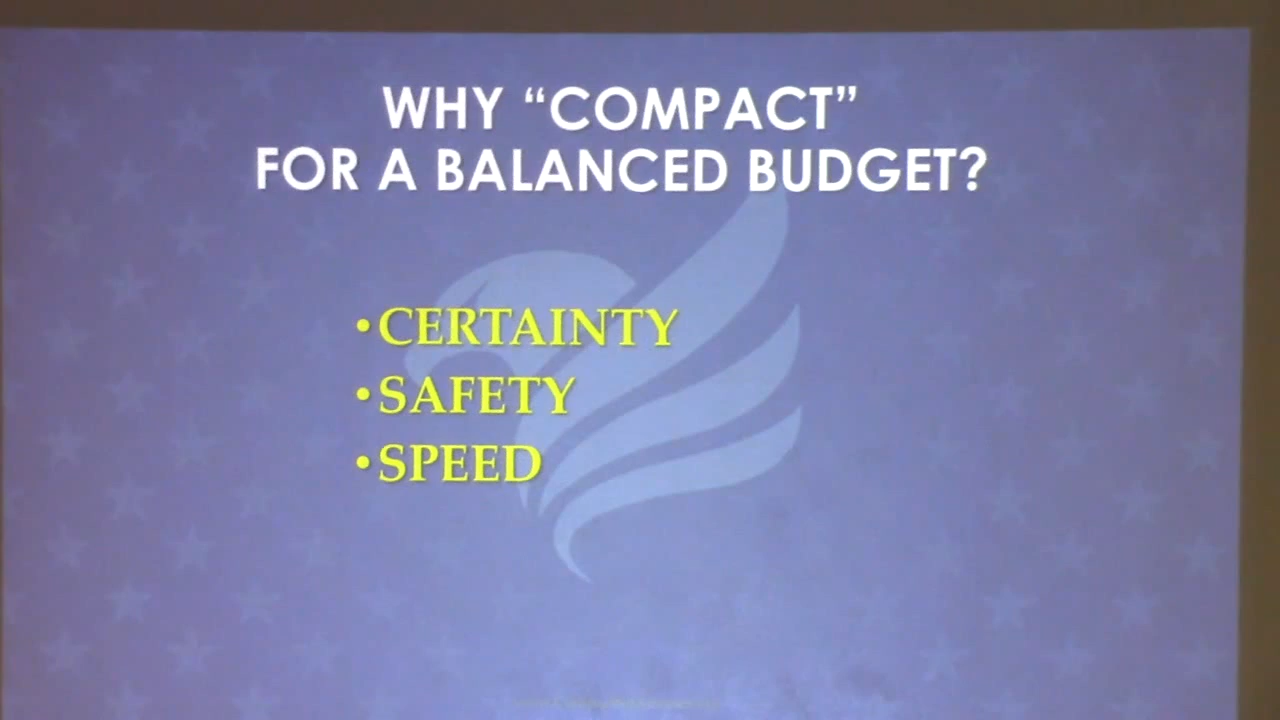 WHY “COMPACT”
FOR A BALANCED BUDGET?
•CERTAINTY
•SAFETY
•SPEED